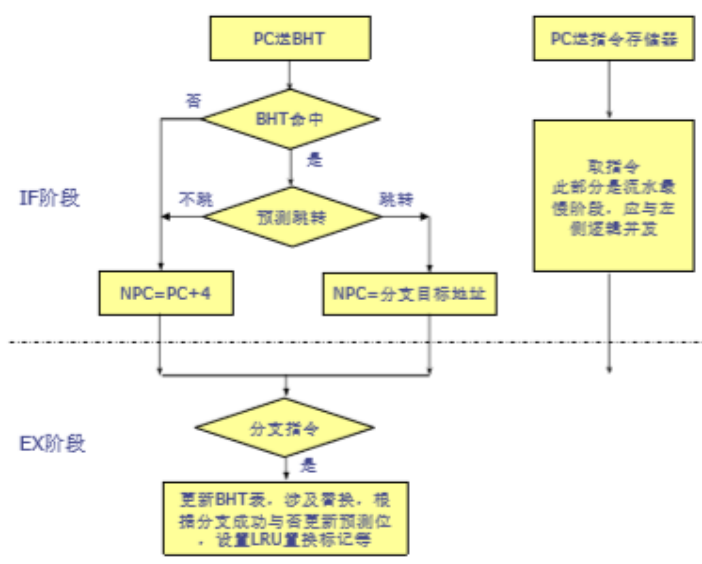 PC送BHT
PC送指令存储器
否
BHT命中
是
取指令
此部分是流水最
慢阶段，应与左
侧逻辑并发
IF阶段
不跳
预测跳转
跳转
NPC=PC+4
NPC=分支目标地址
分支指令
EX阶段
是
更新BHT表，涉及替换，根
据分支成功与否更新预测位
，设置LRU置换标记等